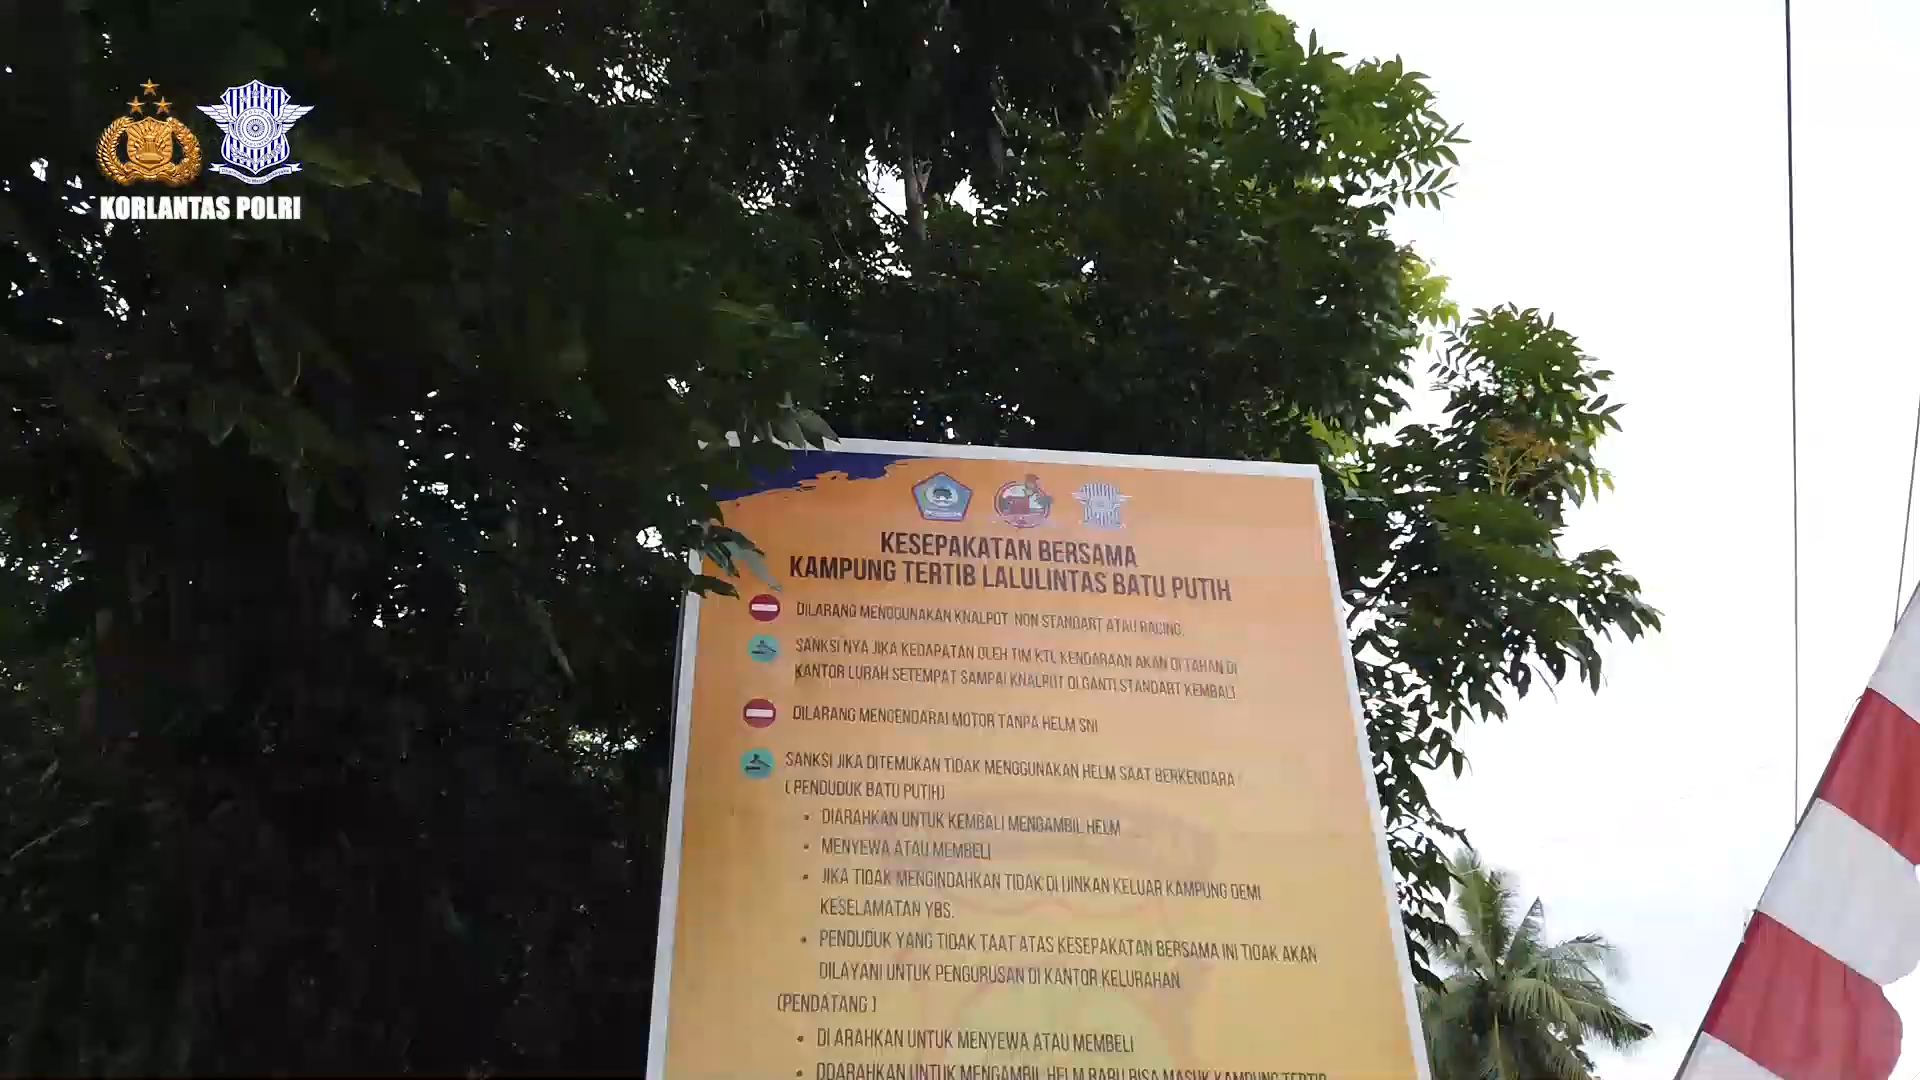 KORLANTAS POLRI
KESEPAKATAN BERSAMA
KAMPUNG TERTIB LALULINTAS BATU PUTIH
DILARANG MENGGUNAKAN KNALPOT NON STANDART ATAU RACING.
SANKSI NYA JIKA KEDAPATAN OLEH TIM KTL KENDARAAN AKAN DI TAHAN DI
KANTOR LURAH SETEMPAT SAMPAI KNALPOT DI GANTI STANDART KEMBALI
DILARANG MENGENDARAI MOTOR TANPA HELM SNI
SANKSI JIKA DITEMUKAN TIDAK MENGGUNAKAN HELM SAAT BERKENDARA :
( PENDUDUK BATU PUTIH)
• DIARAHKAN UNTUK KEMBALI MENGAMBIL HELM
• MENYEWA ATAU MEMBELI
• JIKA TIDAK MENGINDAHKAN TIDAK DI IJINKAN KELUAR KAMPUNG DEMI
KESELAMATAN YBS.
• PENDUDUK YANG TIDAK TAAT ATAS KESEPAKATAN BERSAMA INI TIDAK AKAN
DILAYANI UNTUK PENGURUSAN DI KANTOR KELURAHAN
(PENDATANG )
• DI ARAHKAN UNTUK MENYEWA ATAU MEMBELI
• DDARAHKAN UNTUK MENGAMBIL HELM BARU BISA MASUK KAMPUNG TERTIB